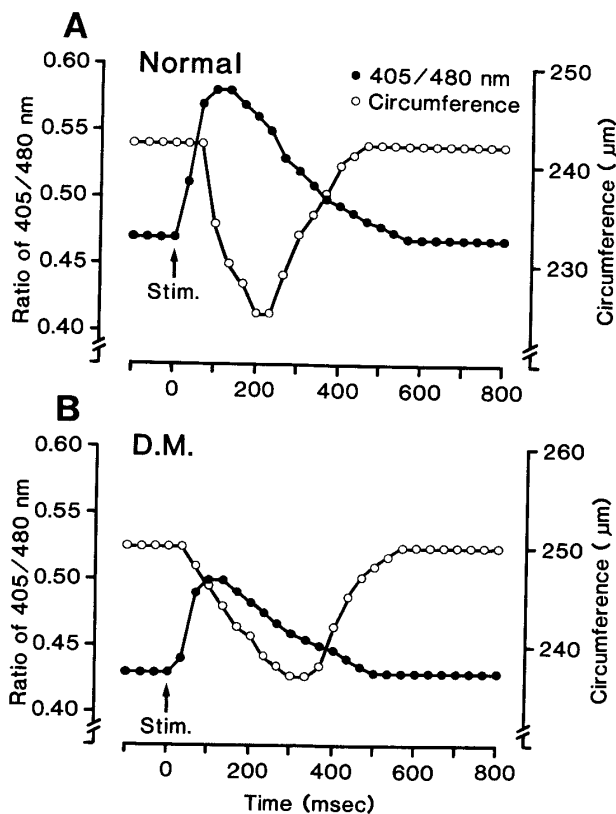 A
Normal
● 405/480 nm
○ Circumference
Ratio of 405/480 nm
0.60
0.55
0.50
0.45
0.40
250
240
230
Circumference (μm)
Stim.
0 200 400 600 800
B
D.M.
Ratio of 405/480 nm
0.60
0.55
0.50
0.45
0.40
260
250
240
Circumference (μm)
Stim.
0 200 400 600 800
Time (msec)